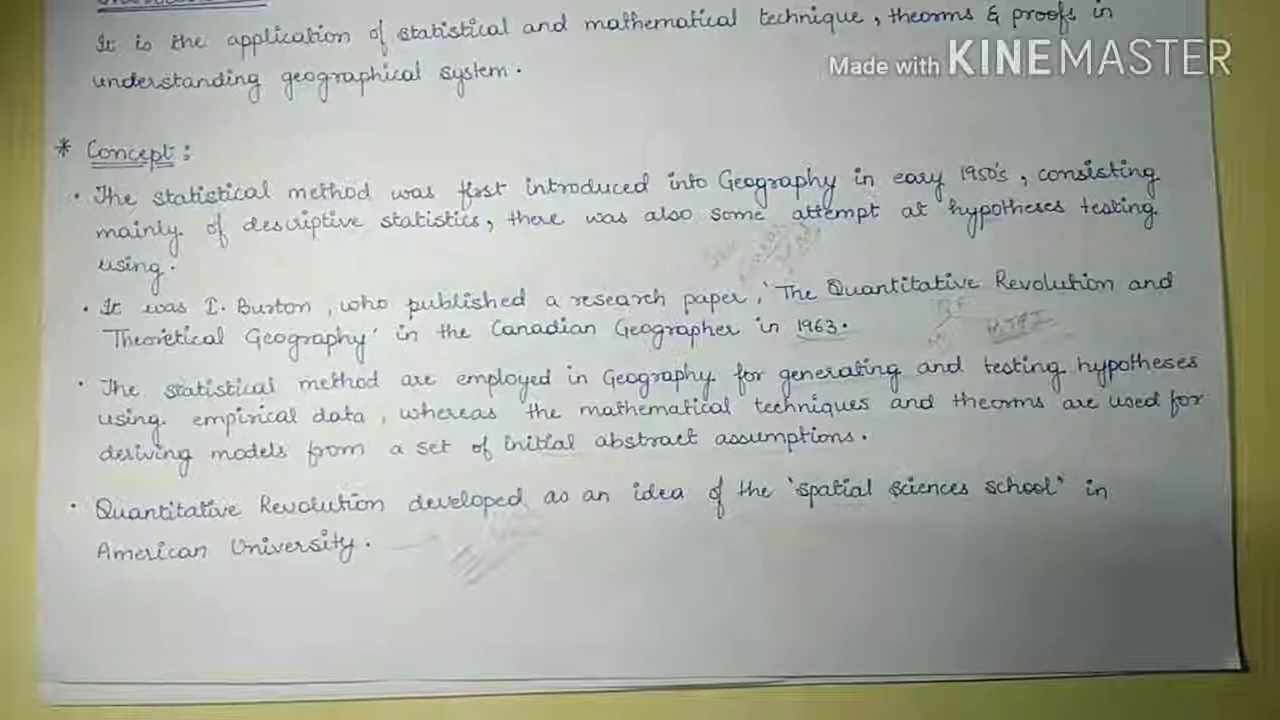 It is the application of statistical and mathematical technique, theorms & proofs in
understanding geographical system.
Made with KINEMASTER
* Concept :
• The statistical method was first introduced into Geography in eary 1950's, consisting
mainly of descriptive statistics, there was also some attempt at hypotheses testing
using.
• It was I. Burton, who published a research paper, 'The Quantitative Revolution and
Theoretical Geography' in the Canadian Geographer in 1963.
• The statistical method are employed in Geography for generating and testing hypotheses
using empirical data, whereas the mathematical techniques and theorms are used for
deriving models from a set of initial abstract assumptions.
• Quantitative Revolution developed as an idea of the 'spatial sciences school' in
American University.